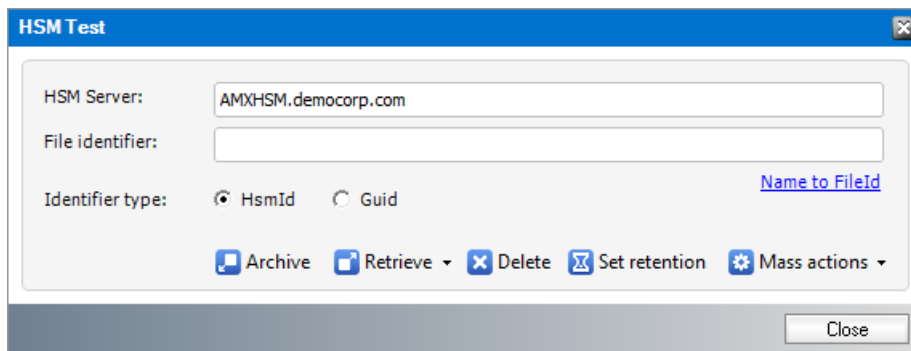 HSM Test
HSM Server: AMXHSM.democorp.com
File identifier:
Name to FileId
Identifier type: HsmId Guid
Archive Retrieve Delete Set retention Mass actions
Close